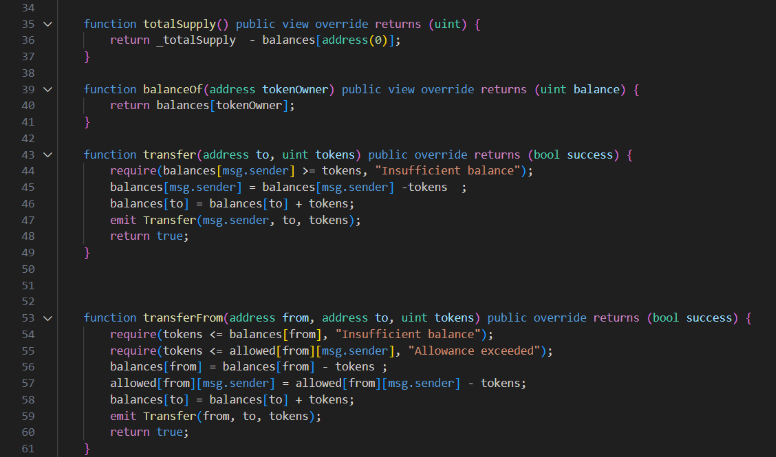 34
35 function totalSupply() public view override returns (uint) {
36 return _totalSupply  - balances[address(0)];
37 }
38
39 function balanceOf(address tokenOwner) public view override returns (uint balance) {
40 return balances[tokenOwner];
41 }
42
43 function transfer(address to, uint tokens) public override returns (bool success) {
44 require(balances[msg.sender] >= tokens, "Insufficient balance");
45 balances[msg.sender] = balances[msg.sender] -tokens  ;
46 balances[to] = balances[to] + tokens;
47 emit Transfer(msg.sender, to, tokens);
48 return true;
49 }
50
51
52
53 function transferFrom(address from, address to, uint tokens) public override returns (bool success) {
54 require(tokens <= balances[from], "Insufficient balance");
55 require(tokens <= allowed[from][msg.sender], "Allowance exceeded");
56 balances[from] = balances[from] - tokens ;
57 allowed[from][msg.sender] = allowed[from][msg.sender] - tokens;
58 balances[to] = balances[to] + tokens;
59 emit Transfer(from, to, tokens);
60 return true;
61 }